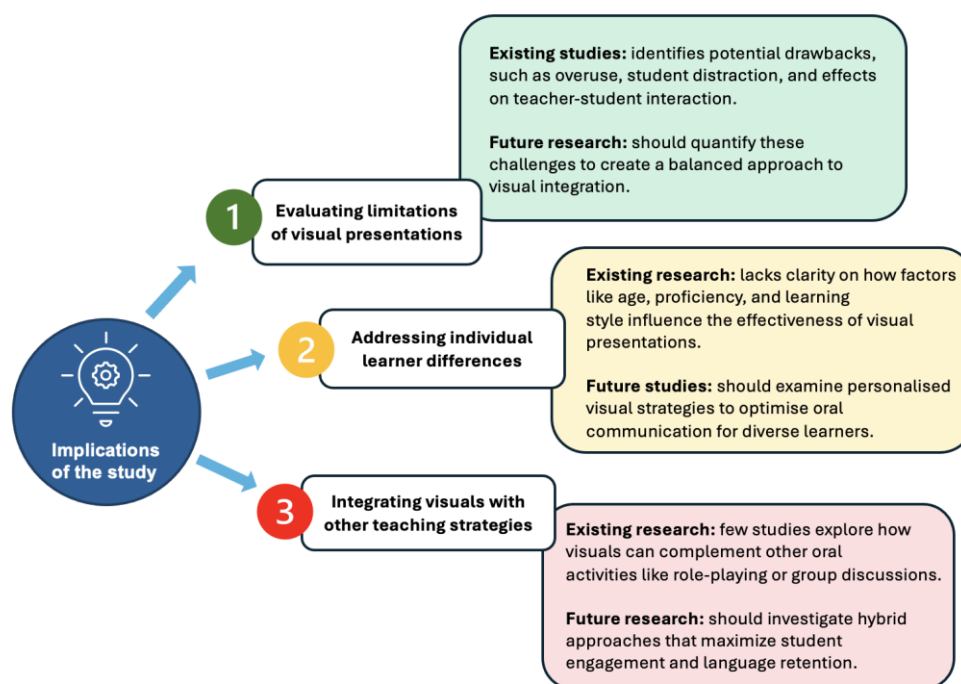 Implications
of the study
1
Evaluating limitations
of visual presentations
Existing studies: identifies potential drawbacks,
such as overuse, student distraction, and effects
on teacher-student interaction.
Future research: should quantify these
challenges to create a balanced approach to
visual integration.
2
Addressing individual
learner differences
Existing research: lacks clarity on how factors
like age, proficiency, and learning
style influence the effectiveness of visual
presentations.
Future studies: should examine personalised
visual strategies to optimise oral
communication for diverse learners.
3
Integrating visuals with
other teaching strategies
Existing research: few studies explore how
visuals can complement other oral
activities like role-playing or group discussions.
Future research: should investigate hybrid
approaches that maximize student
engagement and language retention.